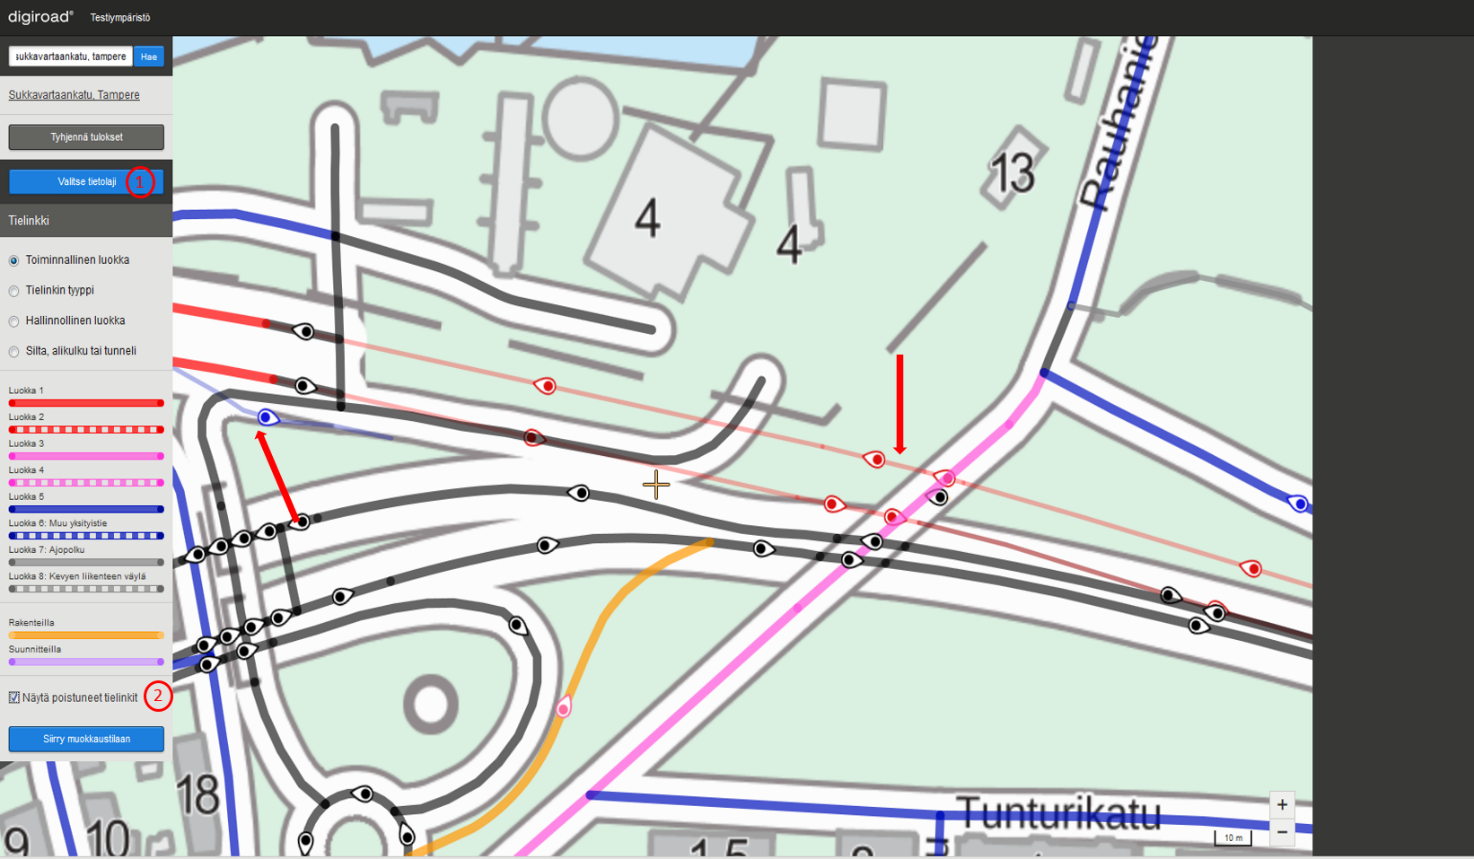 digiroad® Testiympäristö
sukkavartaankatu, tampere Hae
Sukkavartaankatu, Tampere
Tyhjennä tulokset
Valitse tietolaji 1
Tielinkki
Toiminnallinen luokka
Tielinkin tyyppi
Hallinnollinen luokka
Silta, alikulku tai tunneli
Luokka 1
Luokka 2
Luokka 3
Luokka 4
Luokka 5
Luokka 6: Muu yksityistie
Luokka 7: Ajopolku
Luokka 8: Kevyen liikenteen väylä
Rakenteilla
Suunnitteilla
Näytä poistuneet tielinkit 2
Siirry muokkaustilaan
Rauhanie
13
4
4
18
10
9
Tunturikatu
15
+
10 m
−